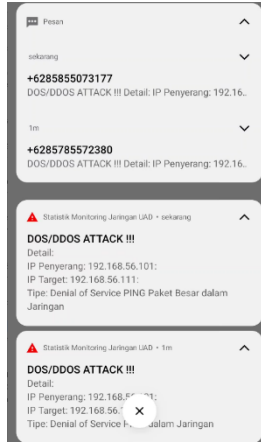 Pesan
sekarang
+6285855073177
DOS/DDOS ATTACK !!! Detail: IP Penyerang: 192.16..
1m
+6285785572380
DOS/DDOS ATTACK !!! Detail: IP Penyerang: 192.16..
Statistik Monitoring Jaringan UAD • sekarang
DOS/DDOS ATTACK !!!
Detail:
IP Penyerang: 192.168.56.101:
IP Target: 192.168.56.111:
Tipe: Denial of Service PING Paket Besar dalam
Jaringan
Statistik Monitoring Jaringan UAD • 1m
DOS/DDOS ATTACK !!!
Detail:
IP Penyerang:
IP Target:
Tipe: Denial of Service dalam Jaringan